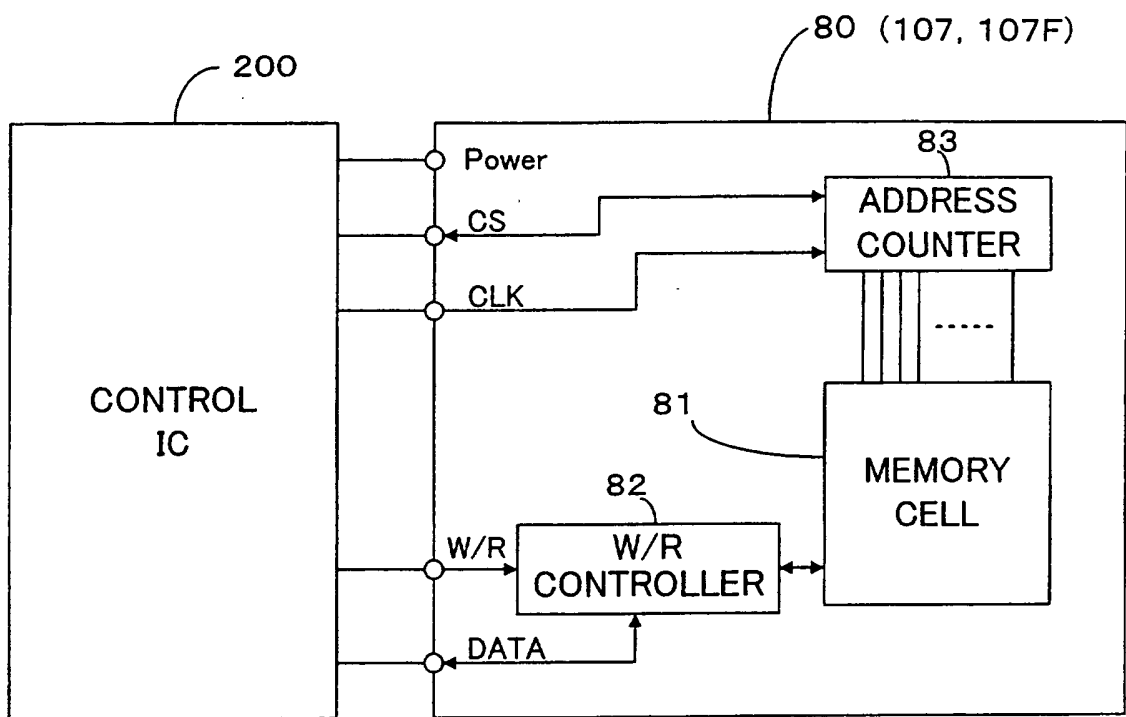 80 (107, 107F)
200
83
Power
ADDRESS
COUNTER
CS
CLK
CONTROL
IC
81
MEMORY
CELL
82
W/R
W/R
CONTROLLER
DATA